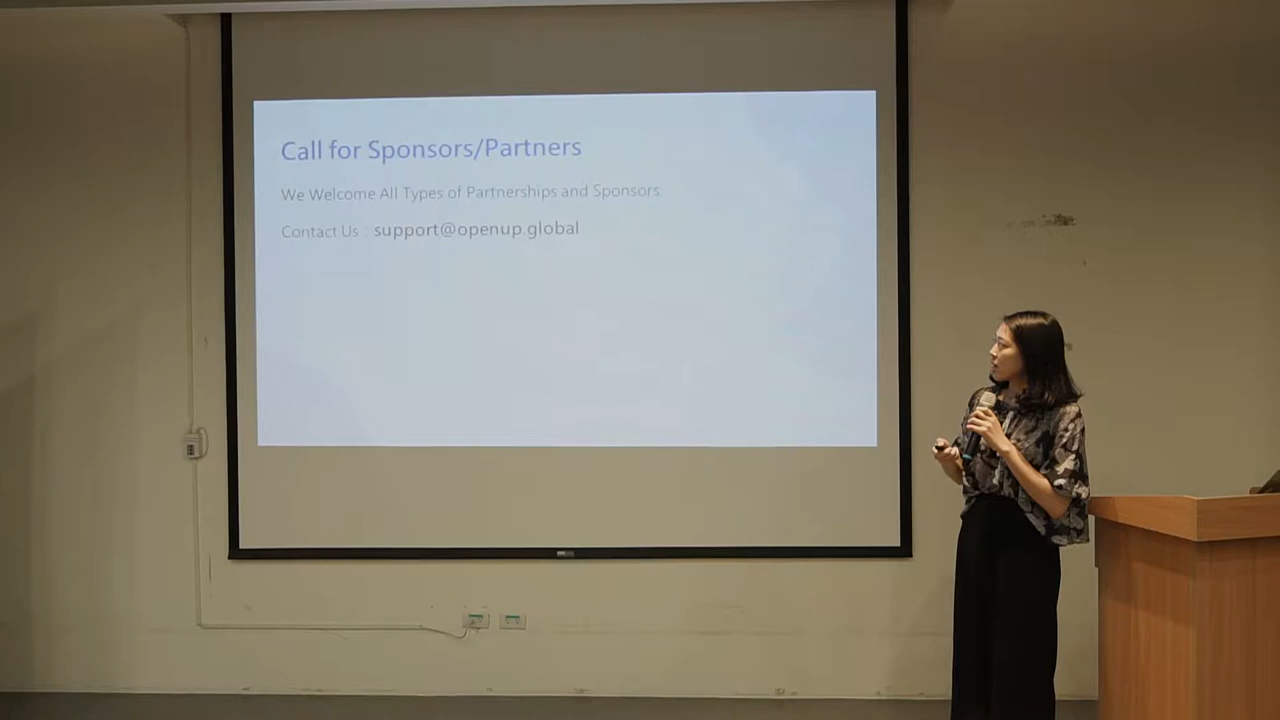 Call for Sponsors/Partners
We Welcome All Types of Partnerships and Sponsors
Contact Us : support@openup.global